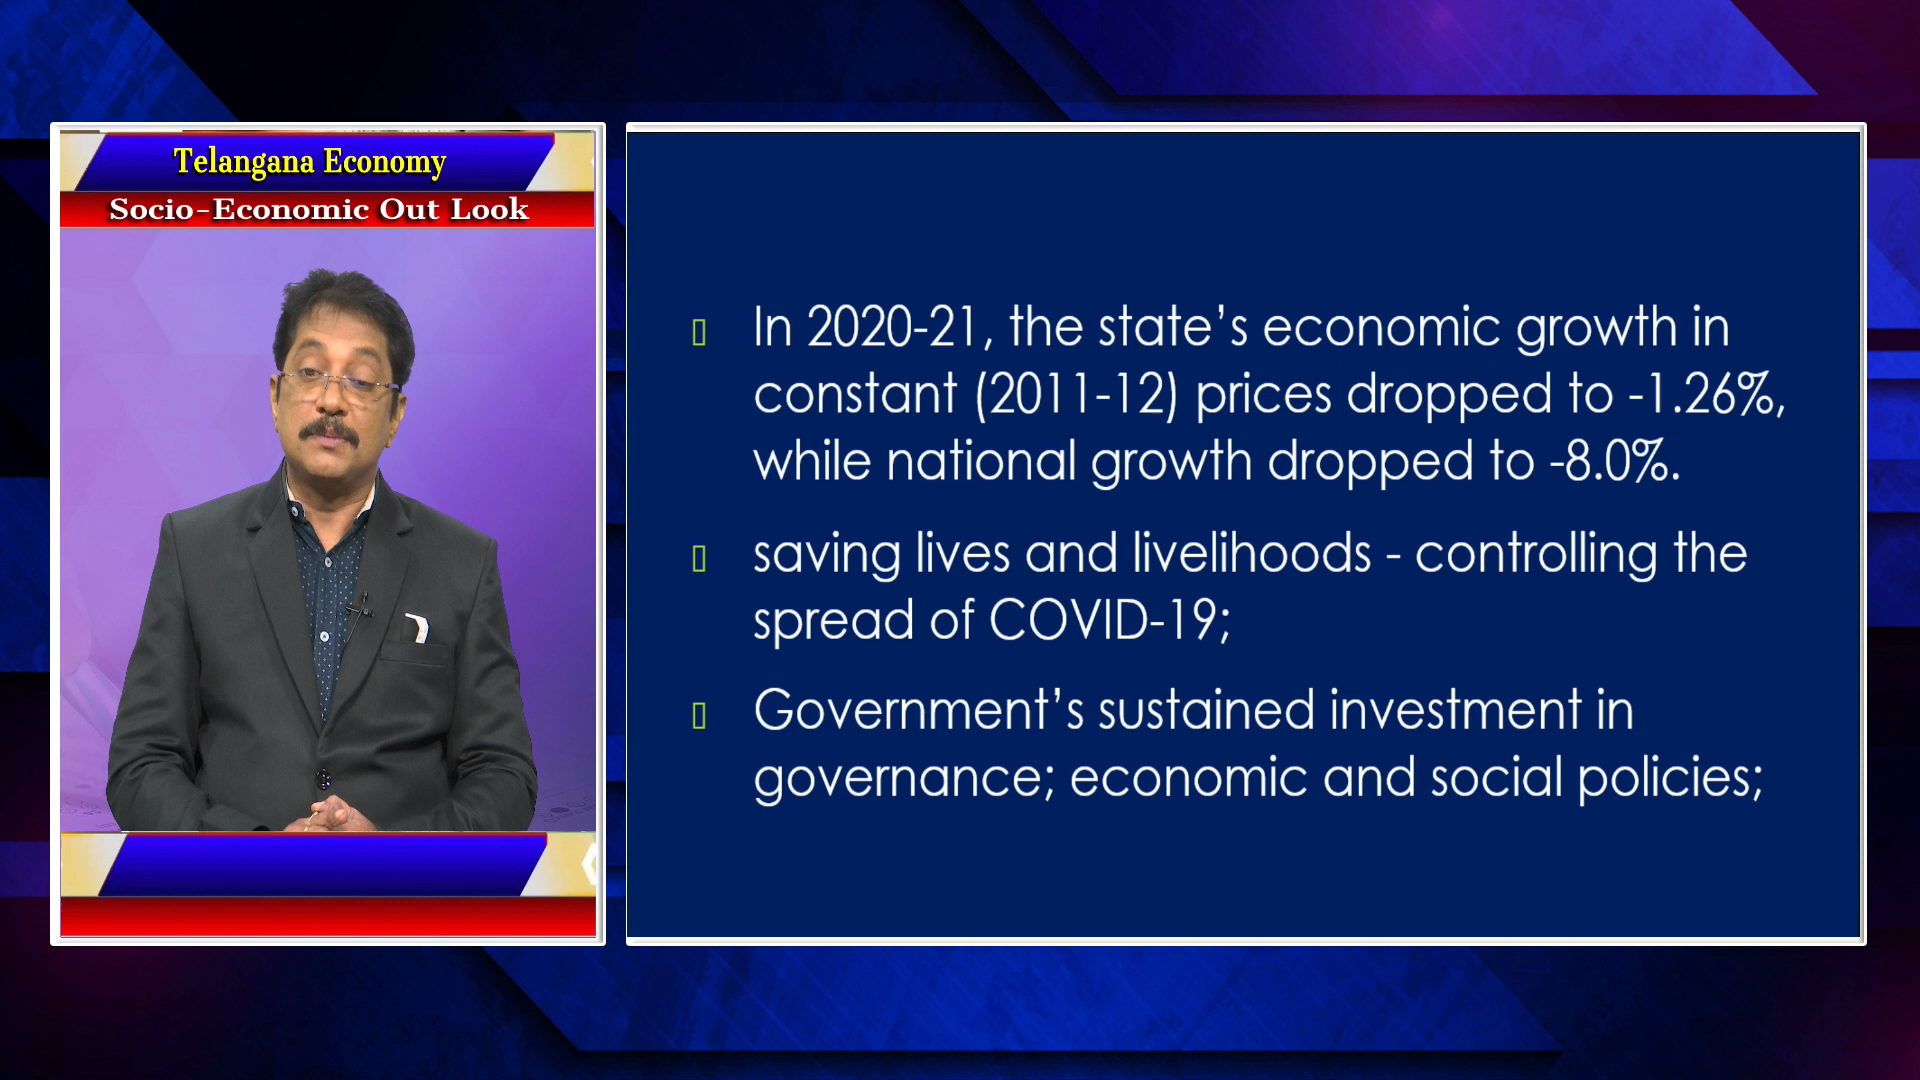 Telangana Economy
Socio-Economic Out Look
In 2020-21, the state’s economic growth in
constant (2011-12) prices dropped to -1.26%,
while national growth dropped to -8.0%.
saving lives and livelihoods - controlling the
spread of COVID-19;
Government’s sustained investment in
governance; economic and social policies;